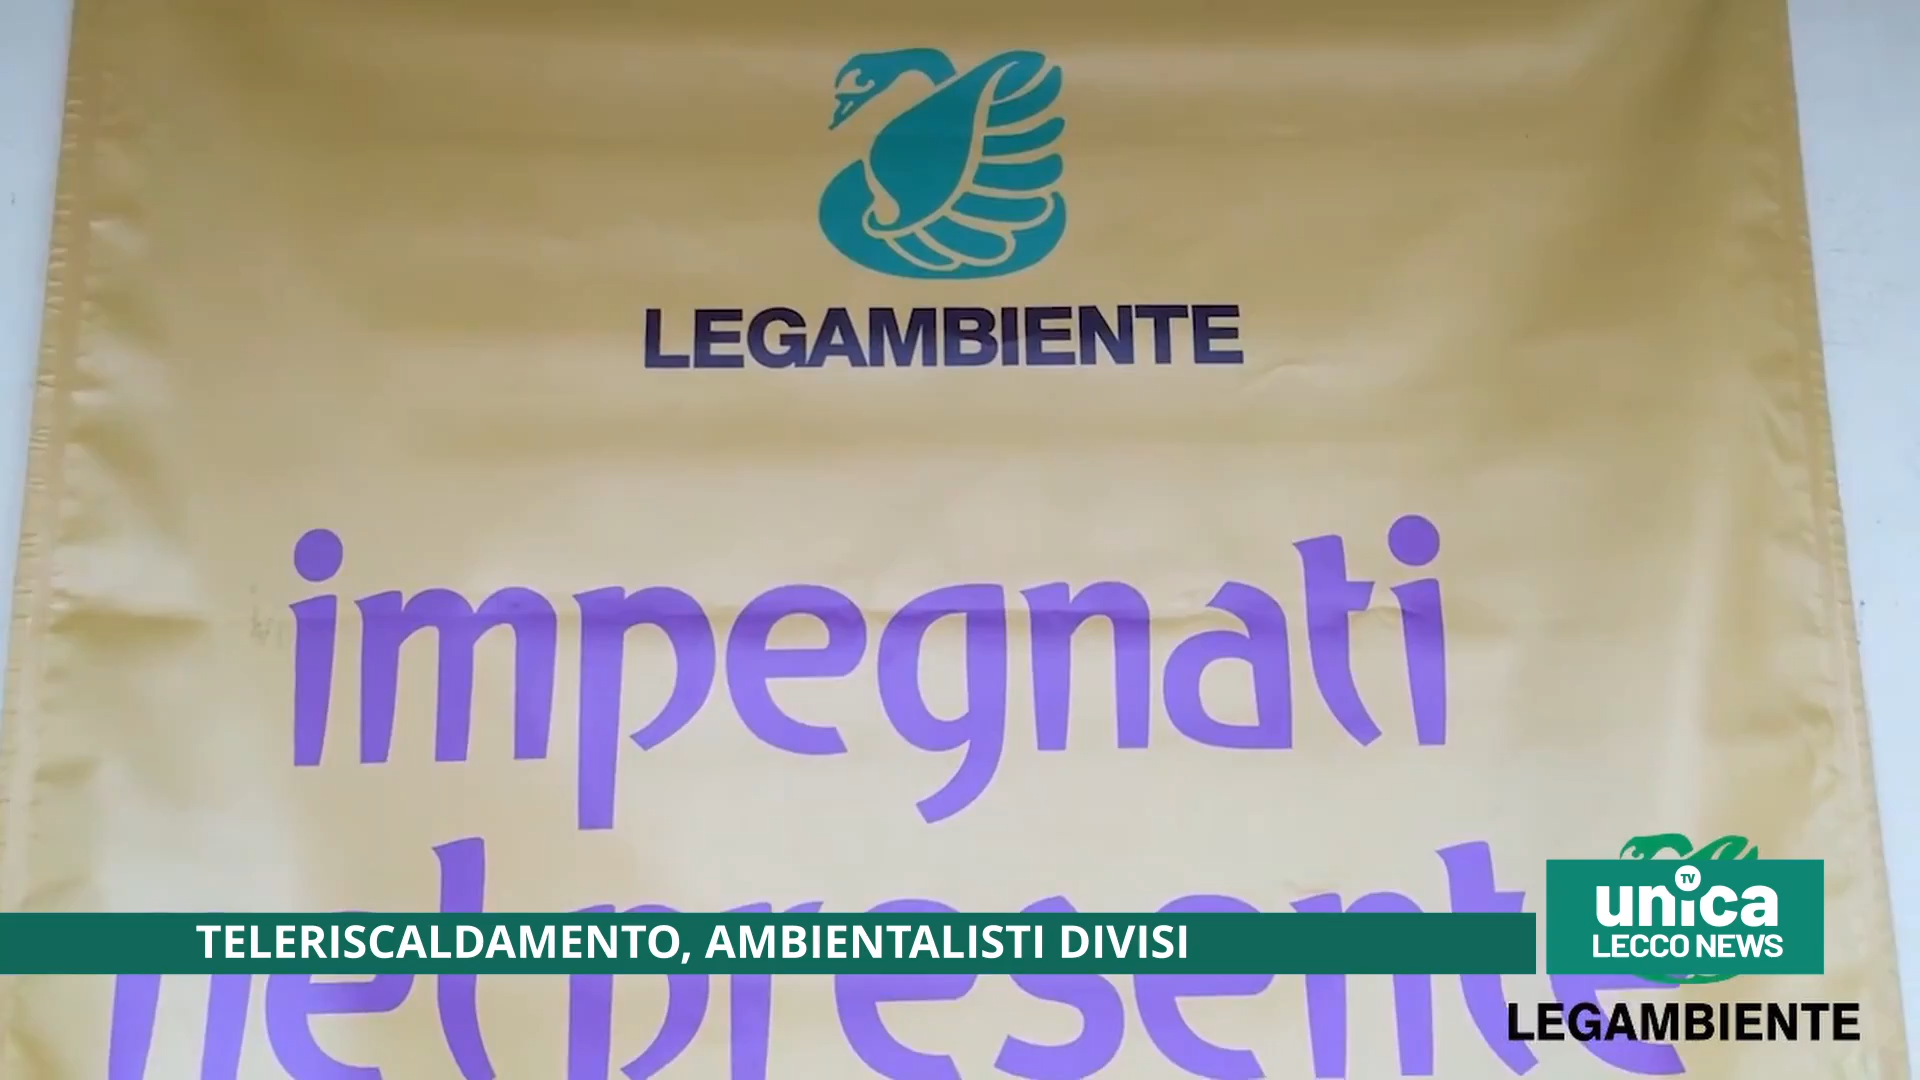 LEGAMBIENTE
impegnati
nel presente
TELERISCALDAMENTO, AMBIENTALISTI DIVISI
TV
unica
LECCO NEWS
LEGAMBIENTE